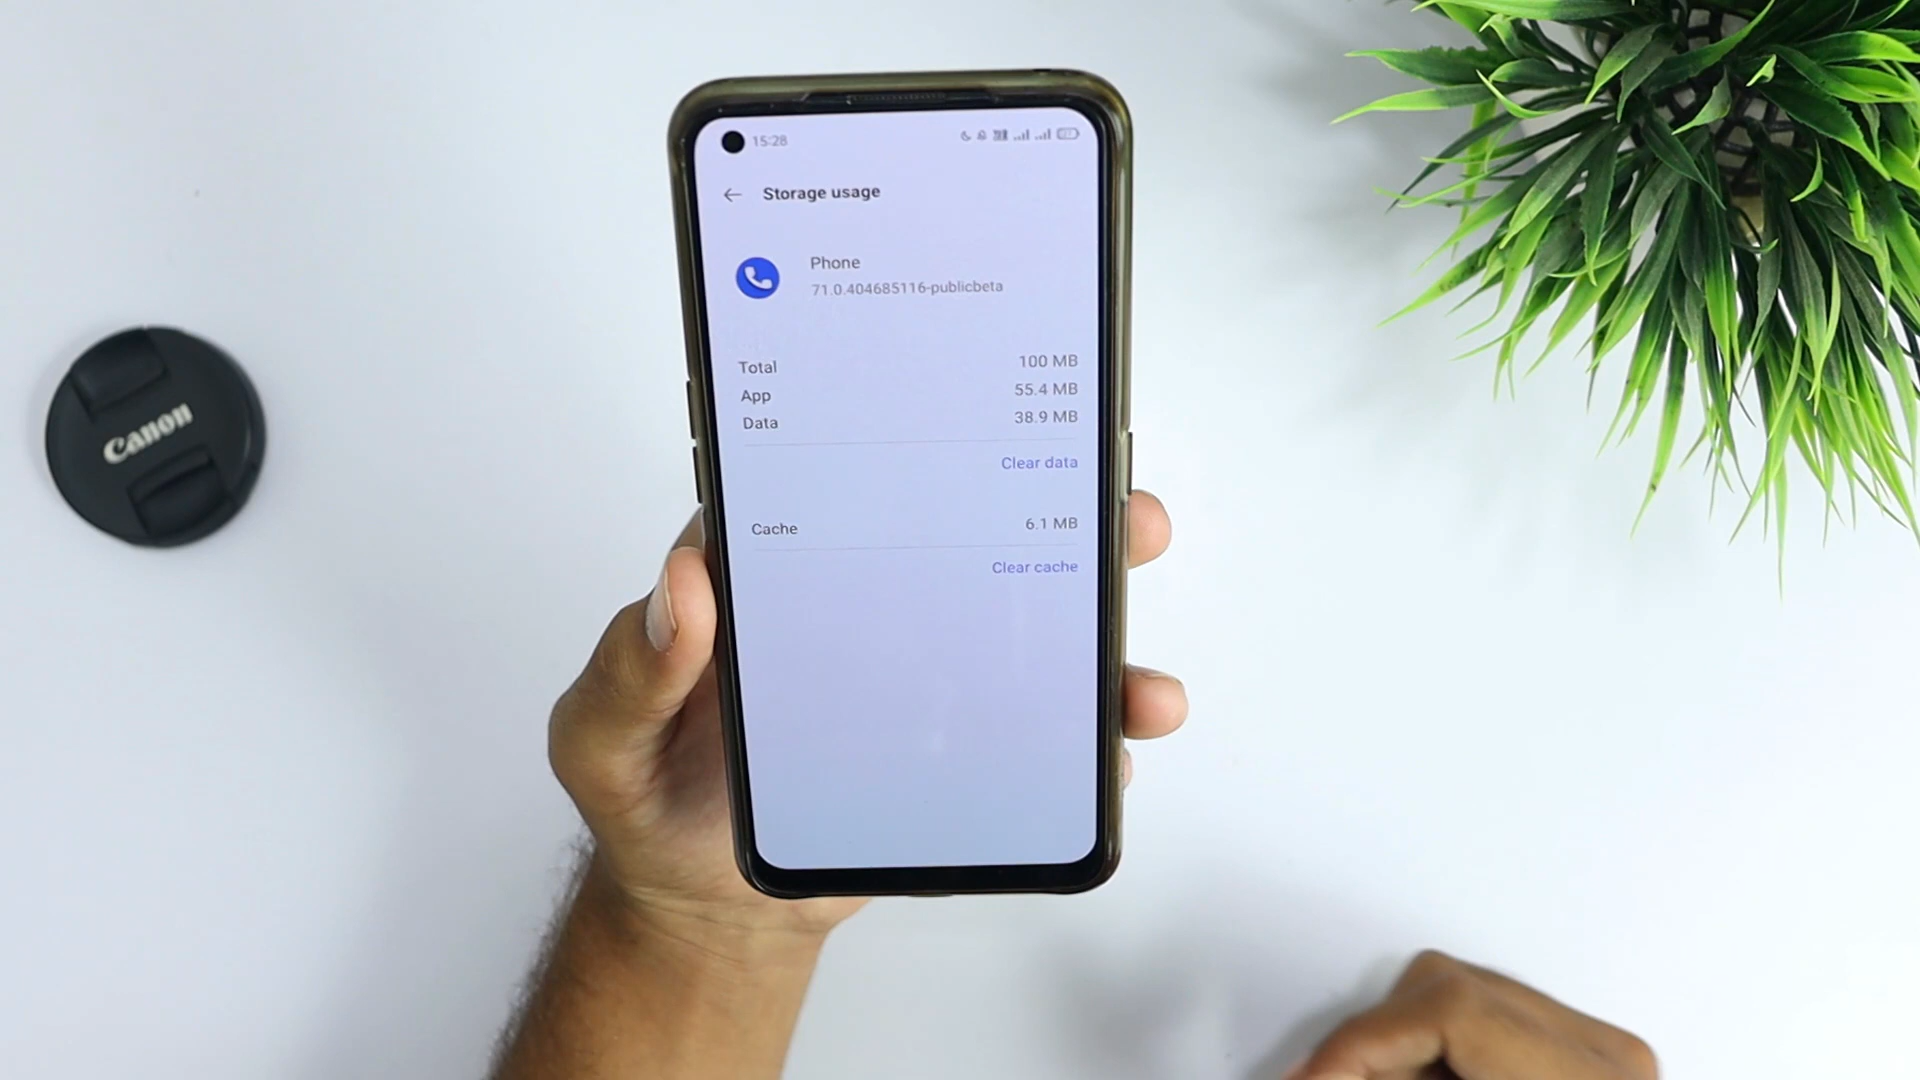 15:28
Storage usage
Phone
71.0.404685116-publicbeta
Total 100 MB
App 55.4 MB
Data 38.9 MB
Clear data
Cache 6.1 MB
Clear cache
Canon